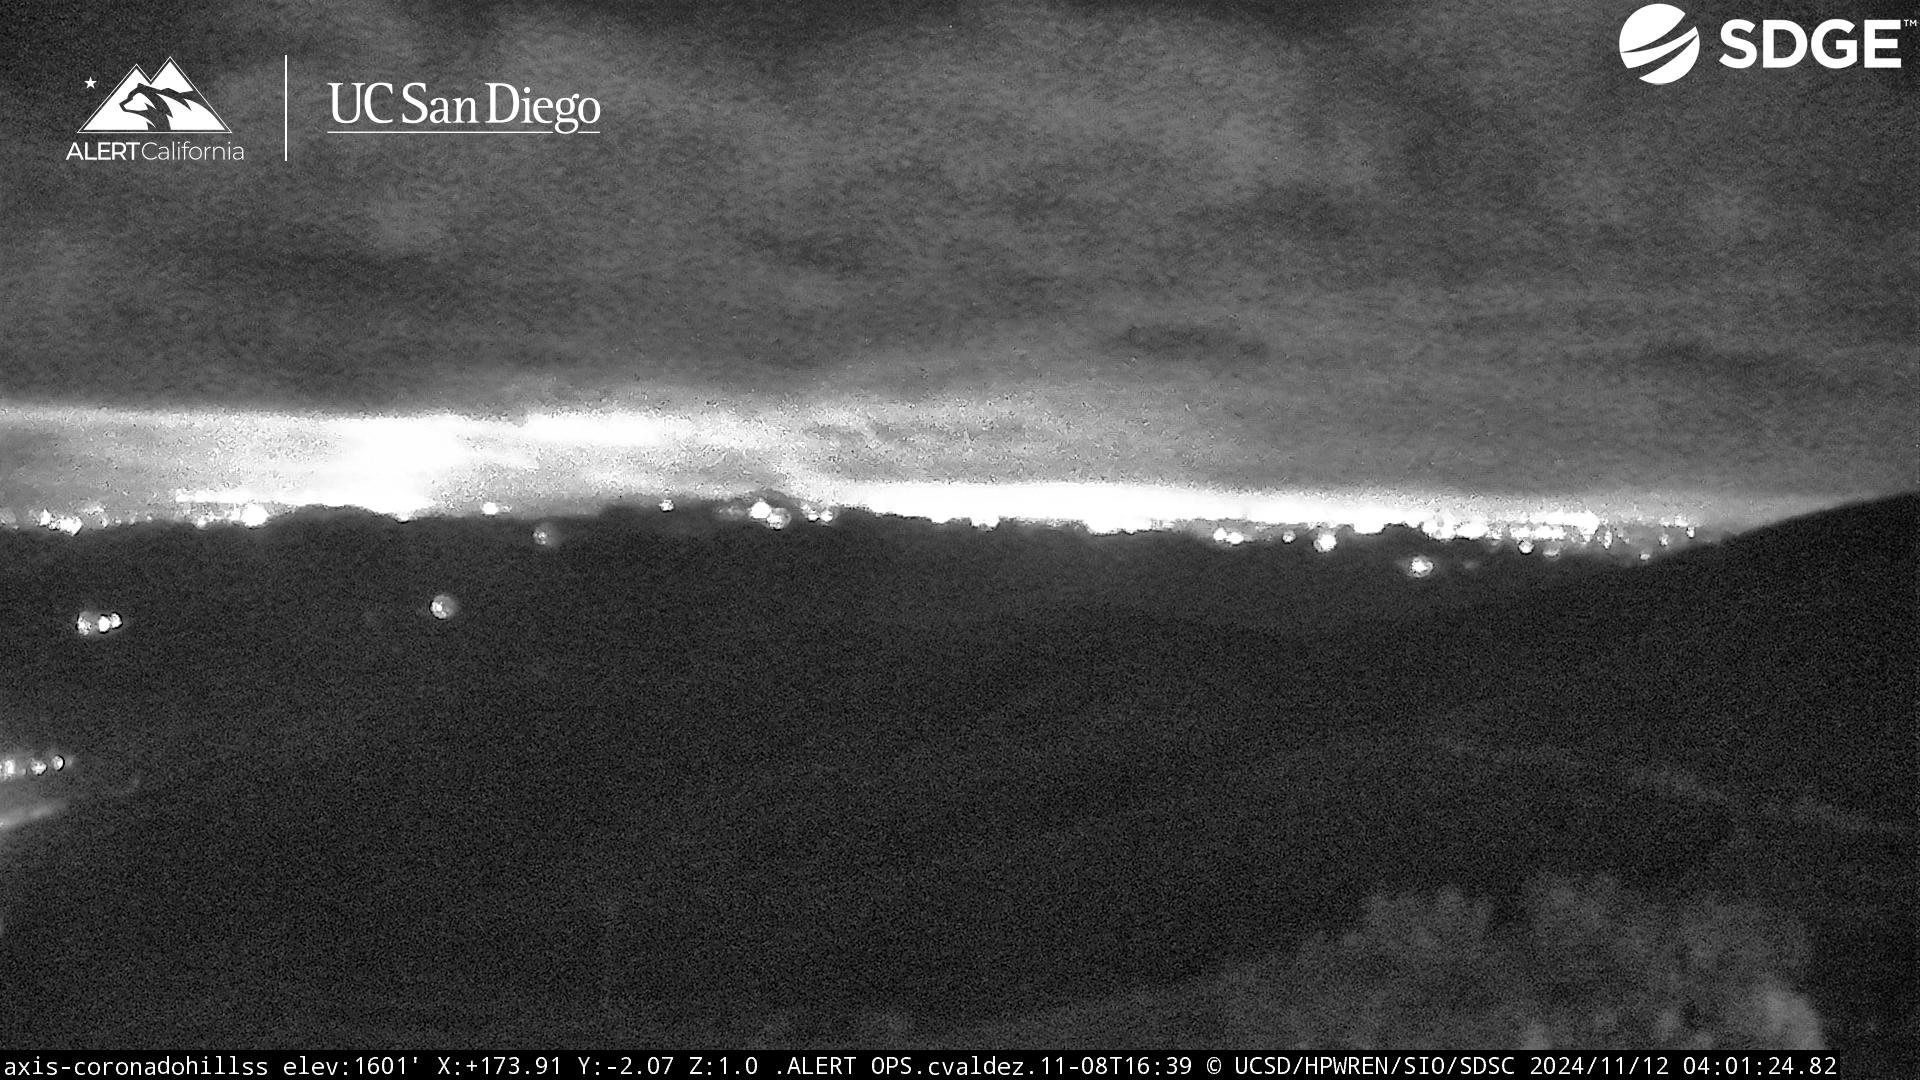 SDGE™
UC San Diego
ALERTCalifornia
axis-coronadohillss elev:1601' X:+173.91 Y:-2.07 Z:1.0 .ALERT OPS.cvaldez.11-08T16:39 © UCSD/HPWREN/SIO/SDSC 2024/11/12 04:01:24.82